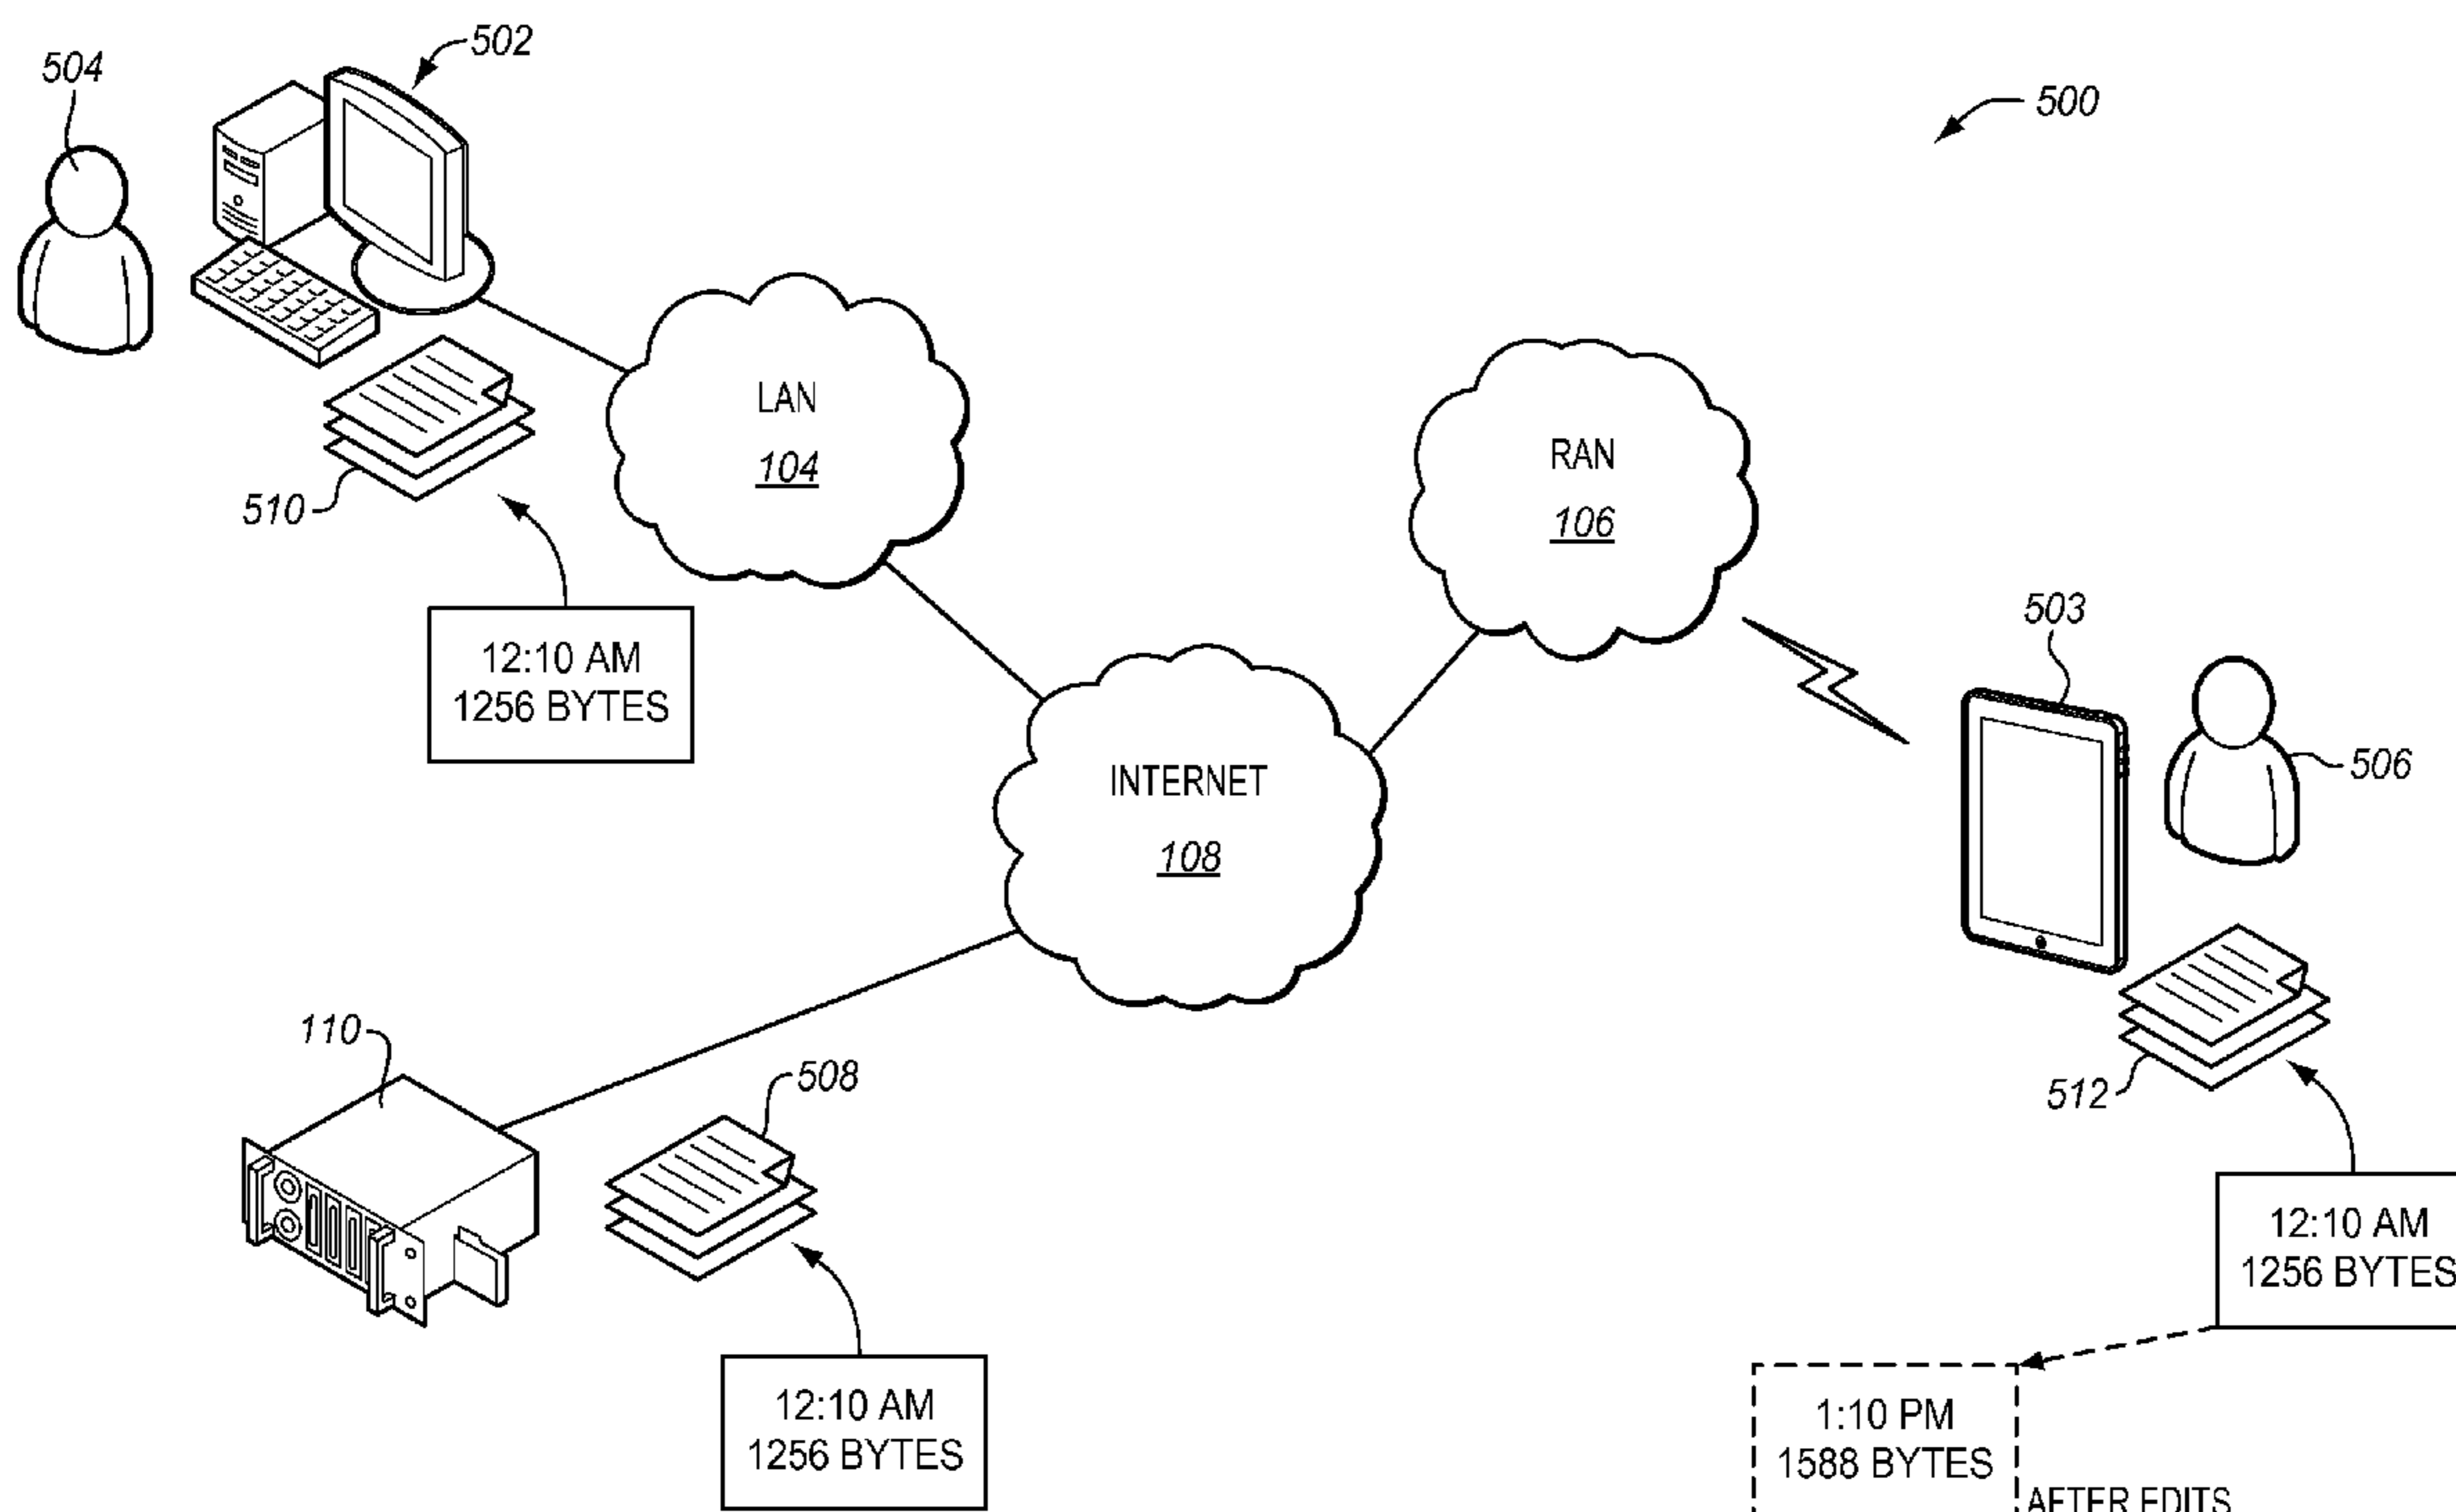 502
504
500
LAN
104
RAN
106
510
12:10 AM
1256 BYTES
503
506
INTERNET
108
110
508
512
12:10 AM
1256 BYTES
12:10 AM
1256 BYTES
1:10 PM
1588 BYTES
AFTER EDITS